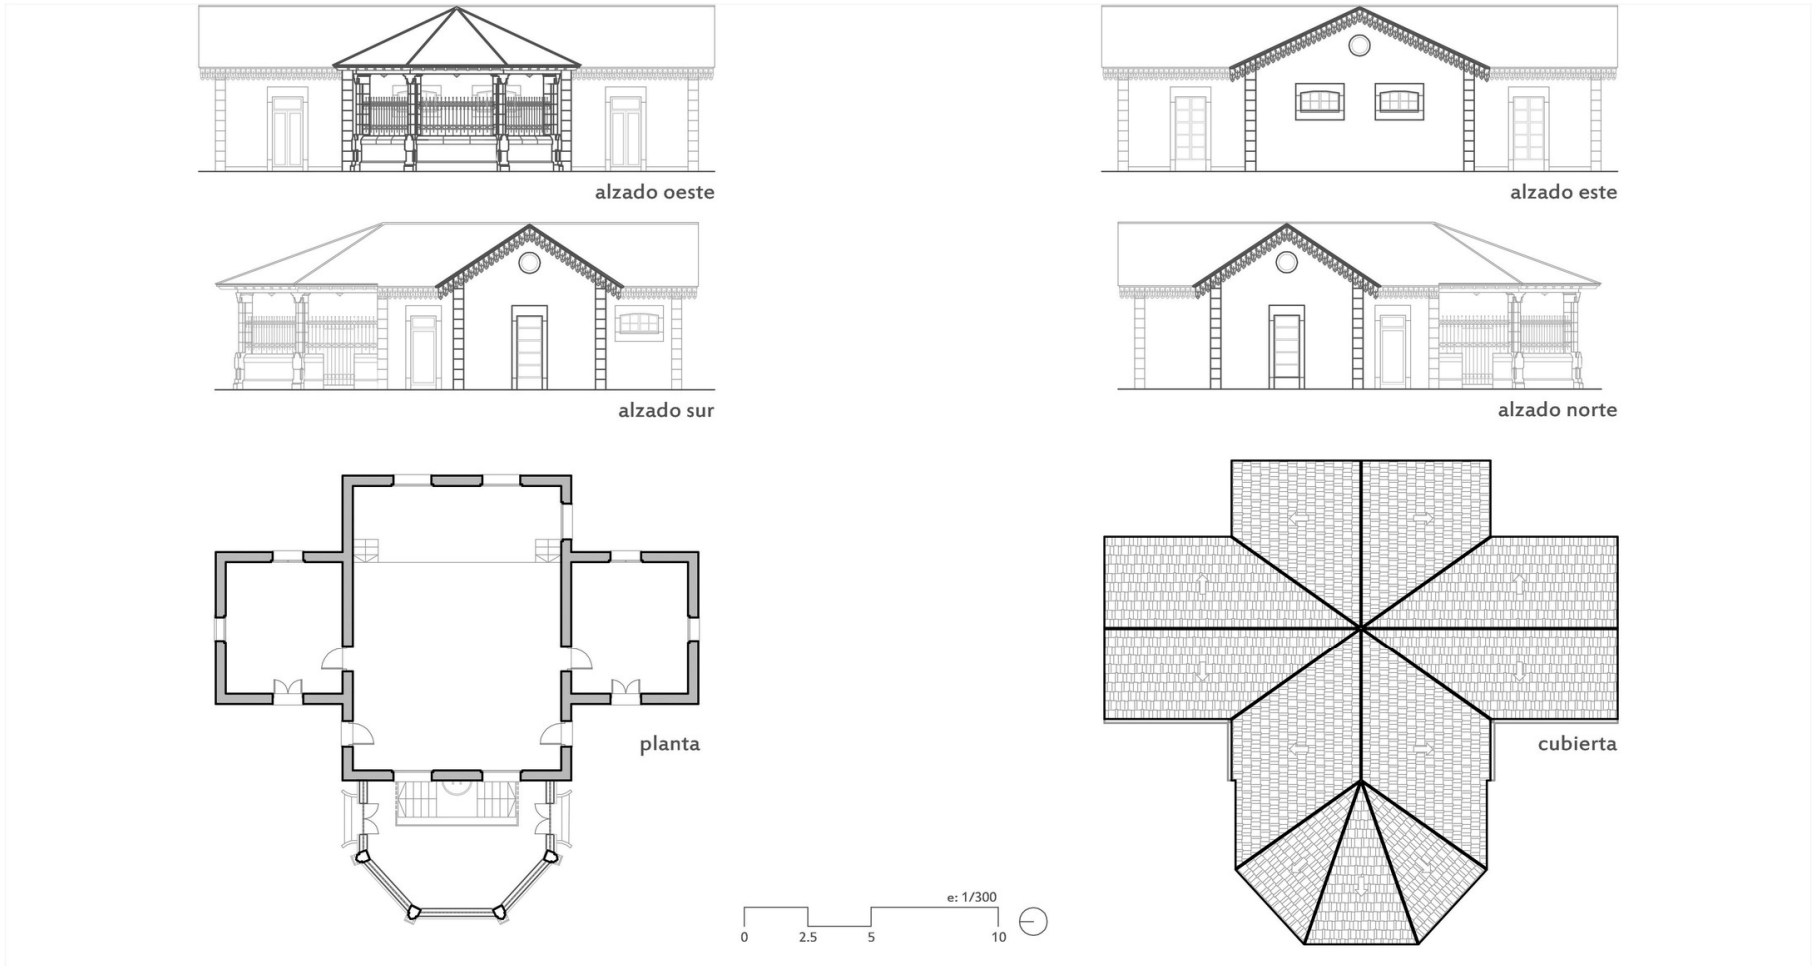 alzado oeste
alzado este
alzado sur
alzado norte
planta
cubierta
e: 1/300
0 2.5 5 10